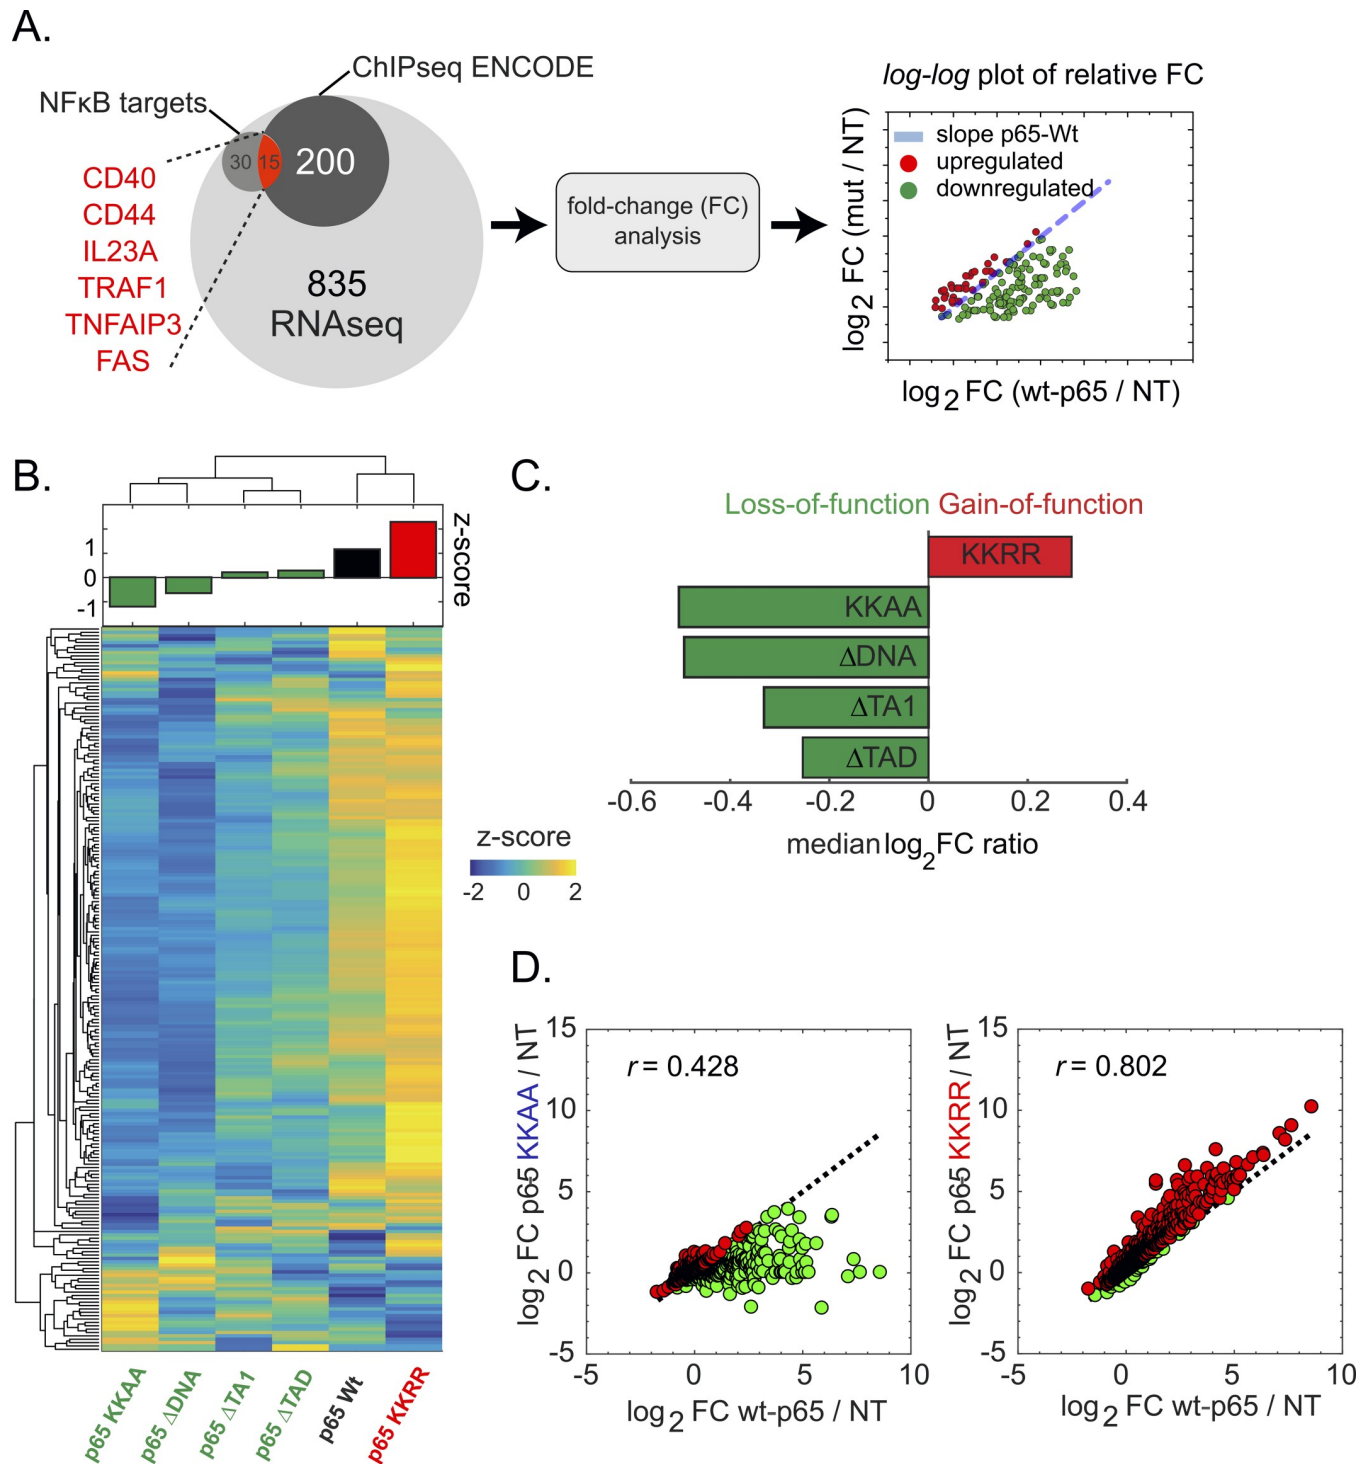 A.
ChIPseq ENCODE
NFκB targets
30 15 200
CD40
CD44
IL23A
TRAF1
TNFAIP3
FAS
835
RNAseq
fold-change (FC)
analysis
log-log plot of relative FC
slope p65-Wt
upregulated
downregulated
log2 FC (mut / NT)
log2 FC (wt-p65 / NT)
B.
1
0
-1
z-score
z-score
-2 0 2
p65 KKAA
p65 ΔDNA
p65 ΔTA1
p65 ΔTAD
p65 Wt
p65 KKRR
C.
Loss-of-function Gain-of-function
KKRR
KKAA
ΔDNA
ΔTA1
ΔTAD
-0.6 -0.4 -0.2 0 0.2 0.4
median log2FC ratio
D.
log2 FC p65 KKAA / NT
15
10
5
0
-5
r = 0.428
-5 0 5 10
log2 FC wt-p65 / NT
log2 FC p65 KKRR / NT
15
10
5
0
-5
r = 0.802
-5 0 5 10
log2 FC wt-p65 / NT